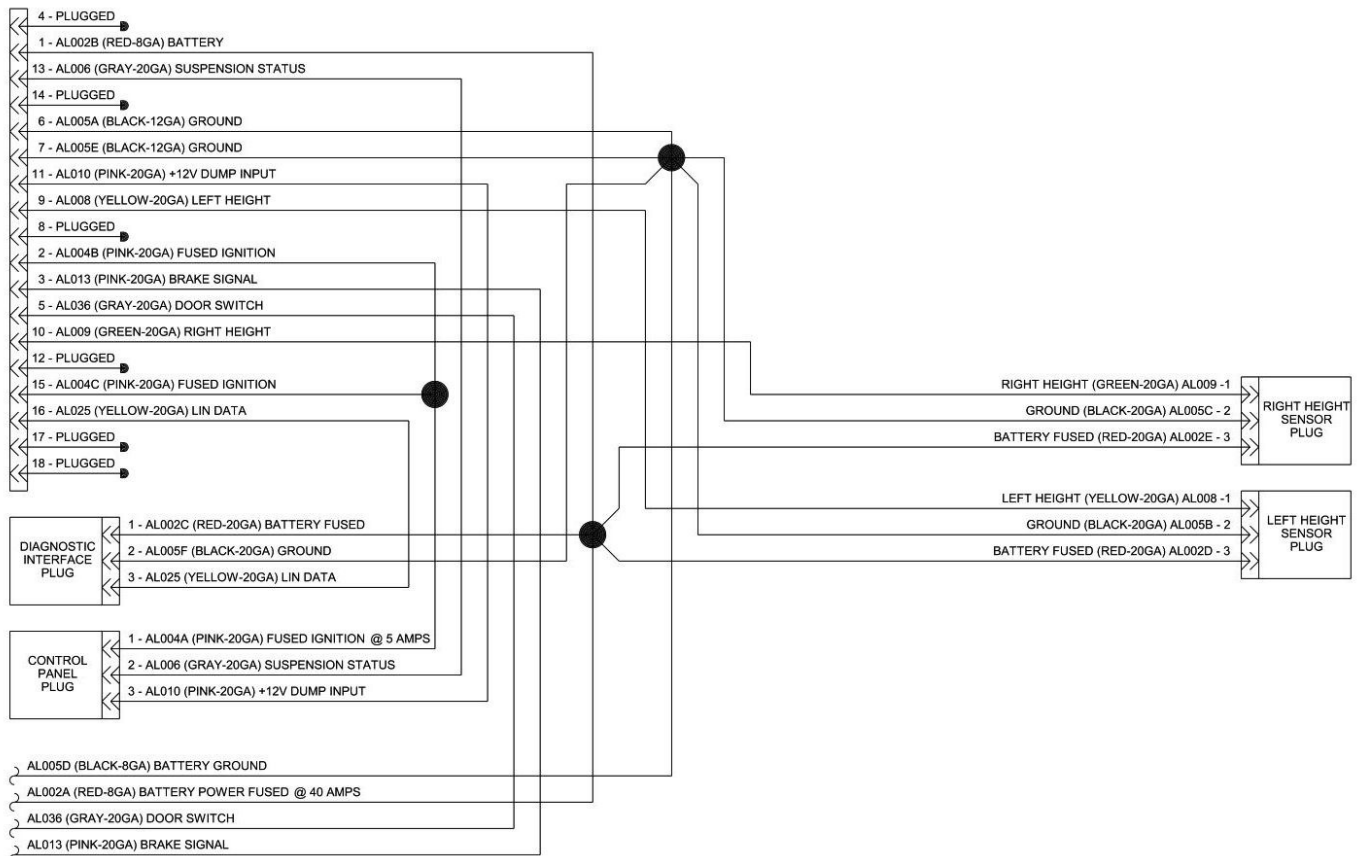 4 - PLUGGED
1 - AL002B (RED-8GA) BATTERY
13 - AL006 (GRAY-20GA) SUSPENSION STATUS
14 - PLUGGED
6 - AL005A (BLACK-12GA) GROUND
7 - AL005E (BLACK-12GA) GROUND
11 - AL010 (PINK-20GA) +12V DUMP INPUT
9 - AL008 (YELLOW-20GA) LEFT HEIGHT
8 - PLUGGED
2 - AL004B (PINK-20GA) FUSED IGNITION
3 - AL013 (PINK-20GA) BRAKE SIGNAL
5 - AL036 (GRAY-20GA) DOOR SWITCH
10 - AL009 (GREEN-20GA) RIGHT HEIGHT
12 - PLUGGED
15 - AL004C (PINK-20GA) FUSED IGNITION
16 - AL025 (YELLOW-20GA) LIN DATA
17 - PLUGGED
18 - PLUGGED
RIGHT HEIGHT (GREEN-20GA) AL009 -1
GROUND (BLACK-20GA) AL005C - 2
BATTERY FUSED (RED-20GA) AL002E - 3
RIGHT HEIGHT
SENSOR
PLUG
LEFT HEIGHT (YELLOW-20GA) AL008 -1
GROUND (BLACK-20GA) AL005B - 2
BATTERY FUSED (RED-20GA) AL002D - 3
LEFT HEIGHT
SENSOR
PLUG
DIAGNOSTIC
INTERFACE
PLUG
1 - AL002C (RED-20GA) BATTERY FUSED
2 - AL005F (BLACK-20GA) GROUND
3 - AL025 (YELLOW-20GA) LIN DATA
CONTROL
PANEL
PLUG
1 - AL004A (PINK-20GA) FUSED IGNITION @ 5 AMPS
2 - AL006 (GRAY-20GA) SUSPENSION STATUS
3 - AL010 (PINK-20GA) +12V DUMP INPUT
AL005D (BLACK-8GA) BATTERY GROUND
AL002A (RED-8GA) BATTERY POWER FUSED @ 40 AMPS
AL036 (GRAY-20GA) DOOR SWITCH
AL013 (PINK-20GA) BRAKE SIGNAL